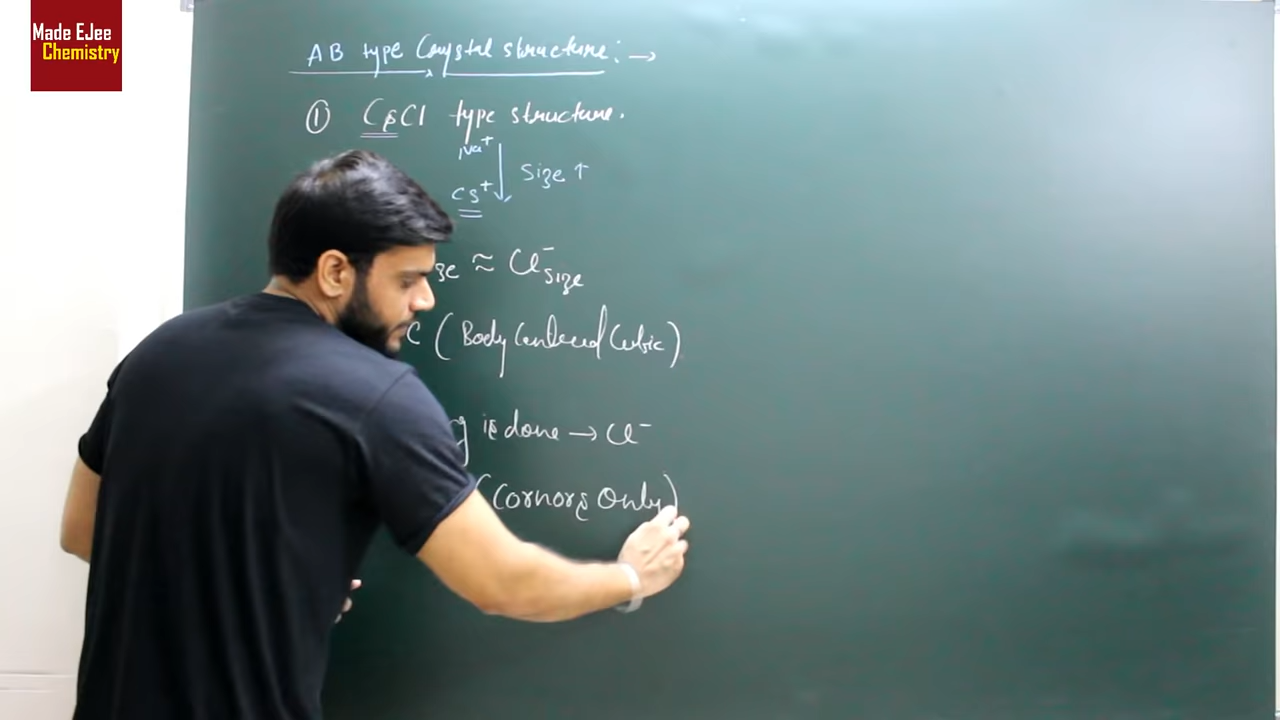 Made EJee
Chemistry
AB type Crystal structure:→
① CsCl type structure.
Na+
Size ↑
Cs+
ze ≈ Cl- size
C (Body Centered Cubic)
g is done → Cl-
(Corners Only)